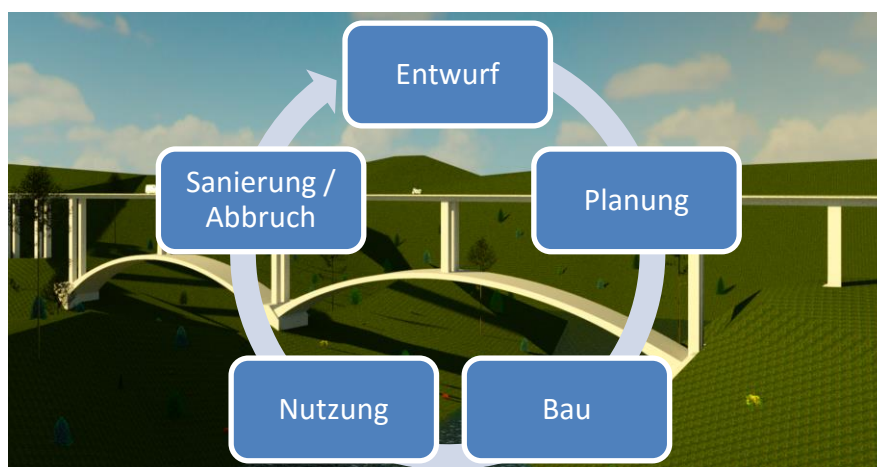 Entwurf
Planung
Bau
Nutzung
Sanierung /
Abbruch